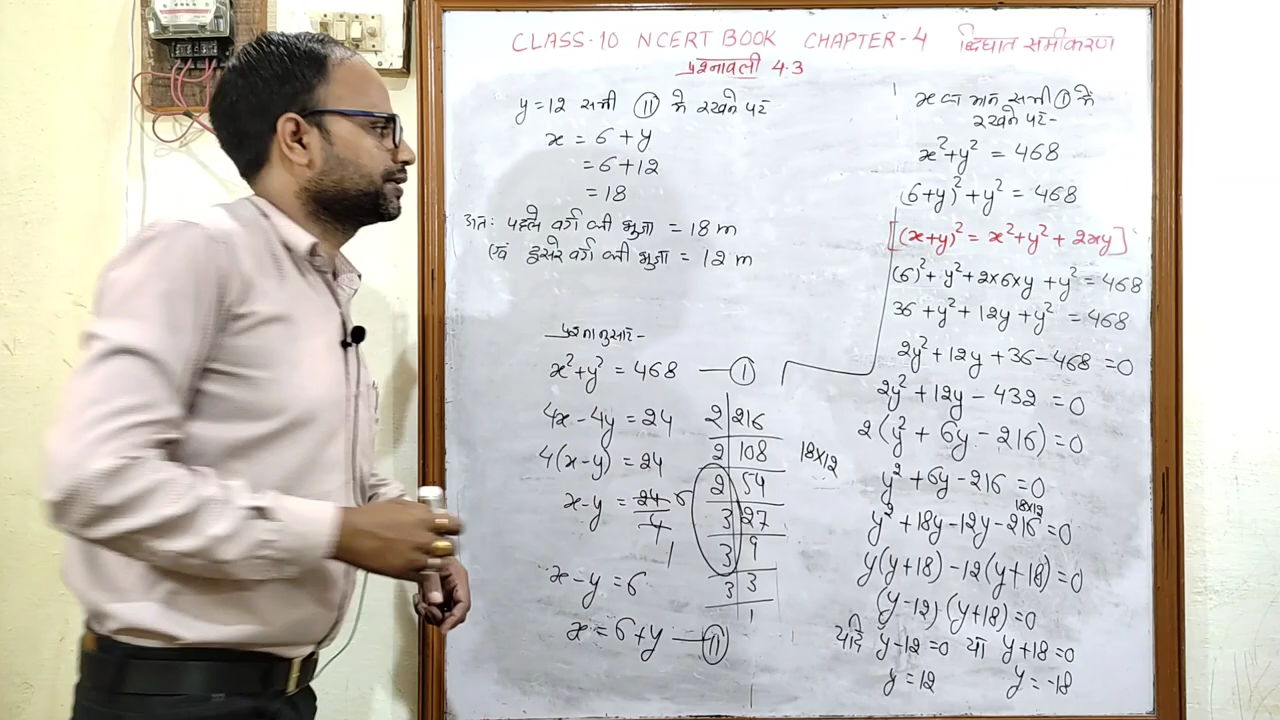 CLASS-10 NCERT BOOK CHAPTER-4 द्विघात समीकरण
प्रश्नावली 4.3
y=12 समी (II) में रखने पर
x = 6+y
= 6+12
= 18
अतः पहले वर्ग की भुजा = 18 m
एवं दूसरे वर्ग की भुजा = 12 m
प्रश्नानुसार-
x²+y² = 468 — (I)
4x-4y = 24
4(x-y) = 24
x-y = 24/4 6
1
x-y = 6
x = 6+y — (II)
2|216
2|108
2|54
3|27
3|9
3|3
1
18×12
x का मान समी (I) में
रखने पर-
x²+y² = 468
(6+y)²+y² = 468
[(x+y)² = x²+y²+2xy]
(6)²+y²+2×6×y+y² = 468
36+y²+12y+y² = 468
2y²+12y+36-468 = 0
2y²+12y-432 = 0
2(y²+6y-216) = 0
y²+6y-216 = 0
18×12
y²+18y-12y-216 = 0
y(y+18)-12(y+18) = 0
(y-12)(y+18) = 0
यदि y-12=0 या y+18=0
y=12 y=-18